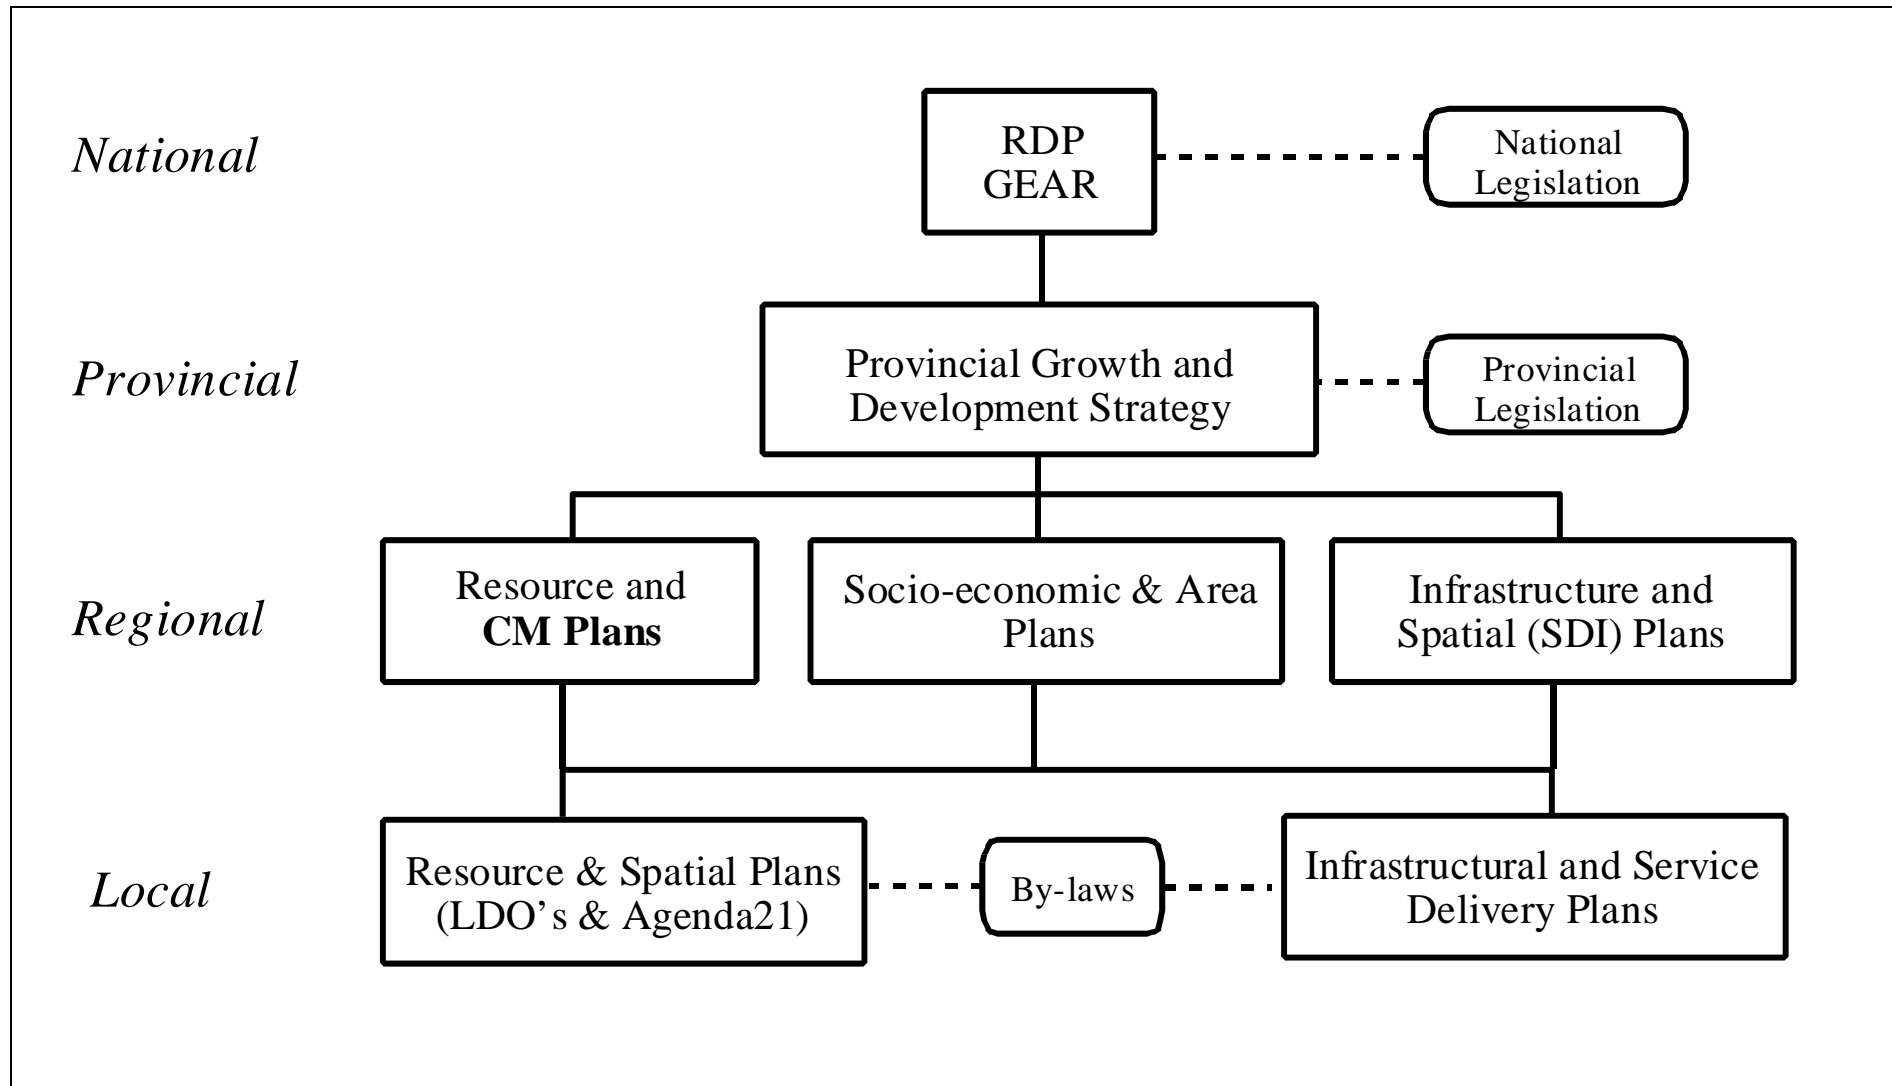 National
RDP
GEAR
National
Legislation
Provincial
Provincial Growth and
Development Strategy
Provincial
Legislation
Regional
Resource and
CM Plans
Socio-economic & Area
Plans
Infrastructure and
Spatial (SDI) Plans
Local
Resource & Spatial Plans
(LDO’s & Agenda21)
By-laws
Infrastructural and Service
Delivery Plans